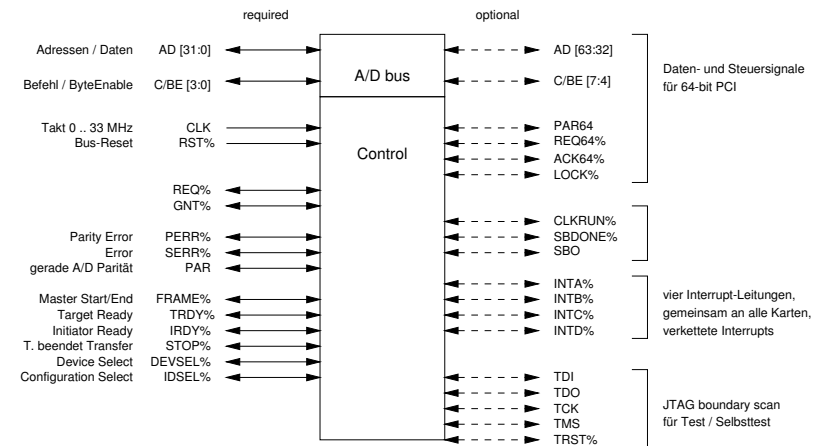 required optional
Adressen / Daten AD [31:0] AD [63:32]
Befehl / ByteEnable C/BE [3:0] A/D bus C/BE [7:4]
Daten- und Steuersignale
für 64-bit PCI
Takt 0 .. 33 MHz CLK PAR64
Bus-Reset RST% REQ64%
Control ACK64%
LOCK%
REQ%
GNT%
CLKRUN%
Parity Error PERR% SBDONE%
Error SERR% SBO
gerade A/D Parität PAR
INTA%
Master Start/End FRAME% INTB%
Target Ready TRDY% INTC%
Initiator Ready IRDY% INTD%
vier Interrupt-Leitungen,
gemeinsam an alle Karten,
verkettete Interrupts
T. beendet Transfer STOP%
Device Select DEVSEL%
Configuration Select IDSEL% TDI
TDO
TCK
TMS
TRST%
JTAG boundary scan
für Test / Selbsttest